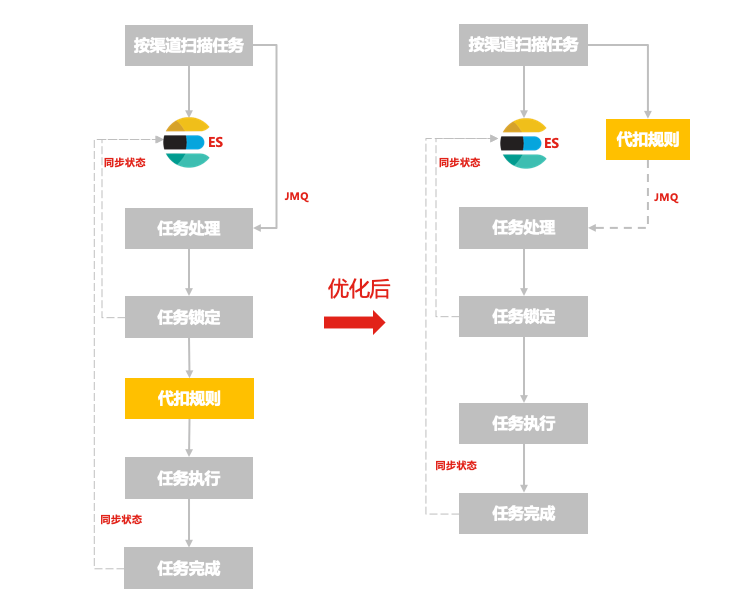 按渠道扫描任务
ES
同步状态
JMQ
任务处理
任务锁定
代扣规则
任务执行
同步状态
任务完成
优化后
按渠道扫描任务
代扣规则
ES
同步状态
JMQ
任务处理
任务锁定
任务执行
同步状态
任务完成